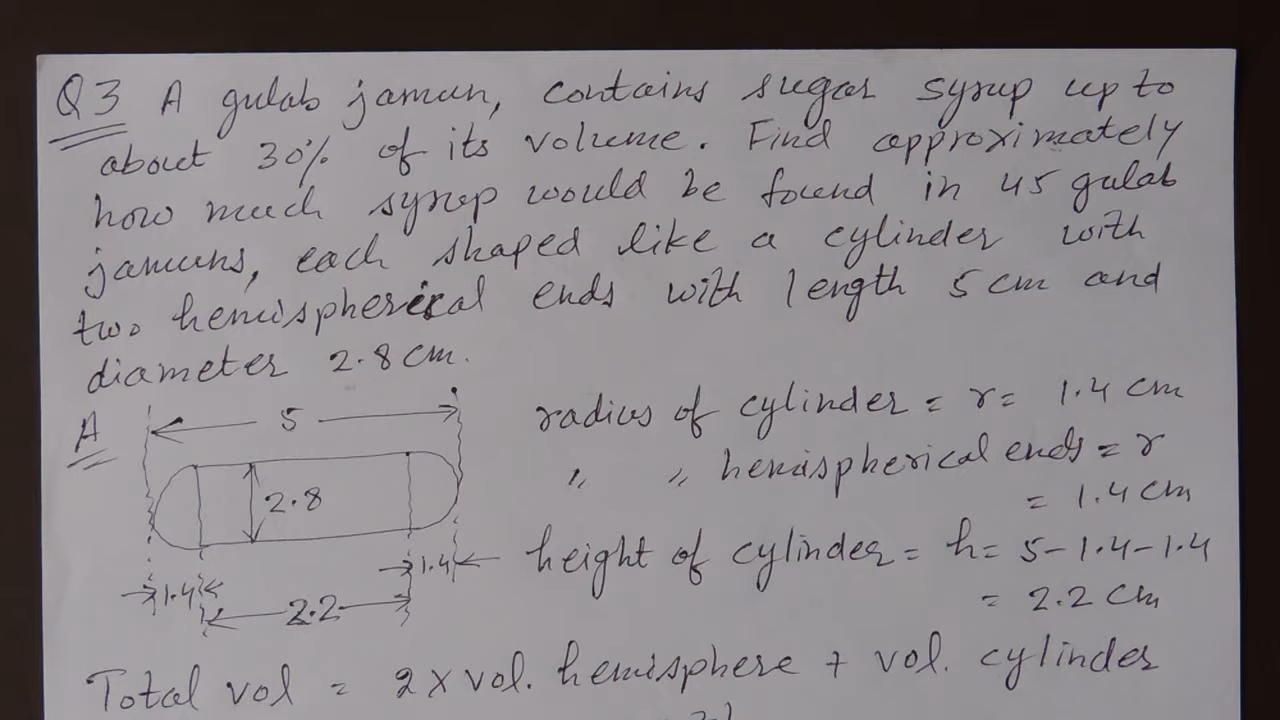 Q3 A gulab jamun, contains sugar syrup up to
about 30% of its volume. Find approximately
how much syrup would be found in 45 gulab
jamuns, each shaped like a cylinder with
two hemispherical ends with length 5 cm and
diameter 2.8 cm.
A
5
2.8
1.4
1.4
2.2
radius of cylinder = r = 1.4 cm
" " hemispherical ends = r
= 1.4 cm
height of cylinder = h = 5 - 1.4 - 1.4
= 2.2 cm
Total vol = 2 x vol. hemisphere + vol. cylinder